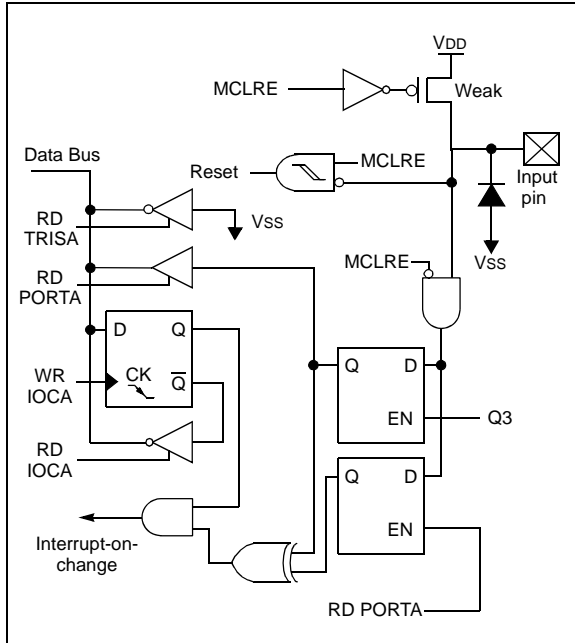 VDD
MCLRE
Weak
Data Bus
Reset
MCLRE
Input
pin
RD
TRISA
VSS
MCLRE
VSS
RD
PORTA
D
Q
Q
D
WR
IOCA
CK
Q
EN
Q3
RD
IOCA
Q
D
EN
Interrupt-on-
change
RD PORTA